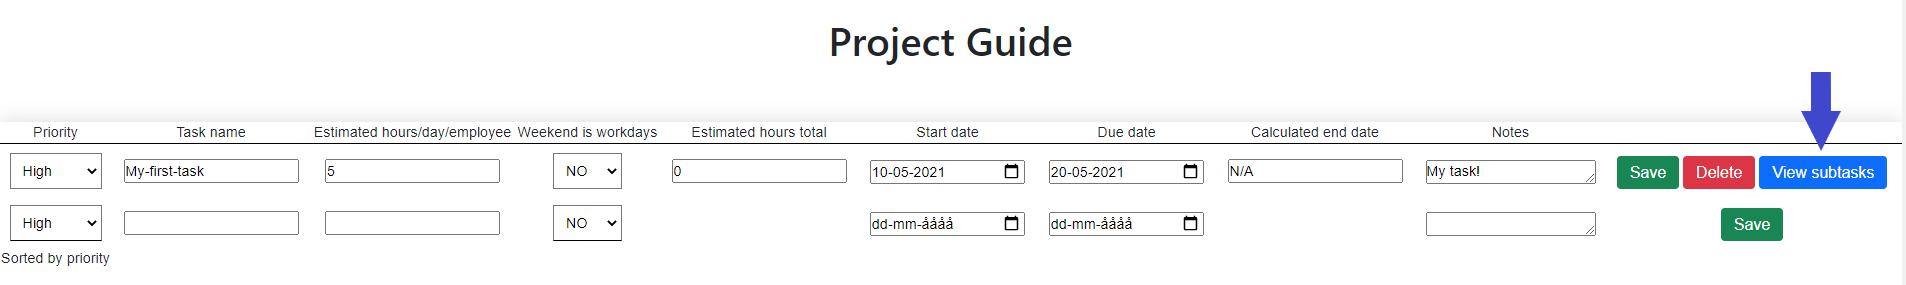 Project Guide
Priority Task name Estimated hours/day/employee Weekend is workdays Estimated hours total Start date Due date Calculated end date Notes
High My-first-task 5 NO 0 10-05-2021 20-05-2021 N/A My task! Save Delete View subtasks
High NO dd-mm-åååå dd-mm-åååå Save
Sorted by priority